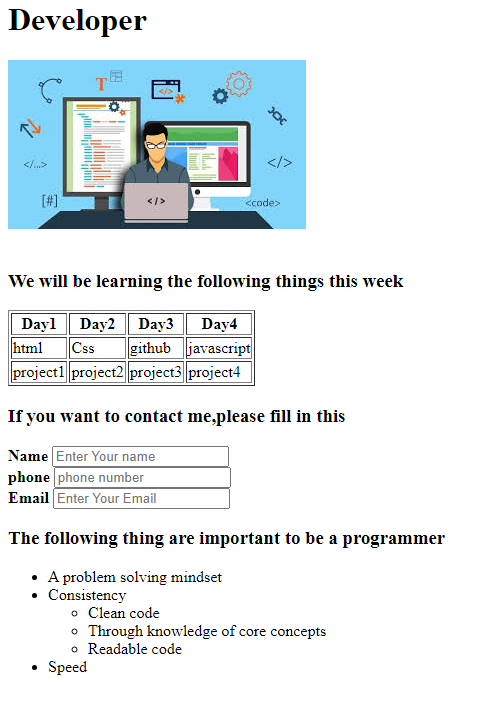 Developer
T
</>
</...>
</>
[#]
</>
<code>
We will be learning the following things this week
Day1 Day2 Day3 Day4
html Css github javascript
project1 project2 project3 project4
If you want to contact me,please fill in this
Name Enter Your name
phone phone number
Email Enter Your Email
The following thing are important to be a programmer
A problem solving mindset
Consistency
Clean code
Through knowledge of core concepts
Readable code
Speed